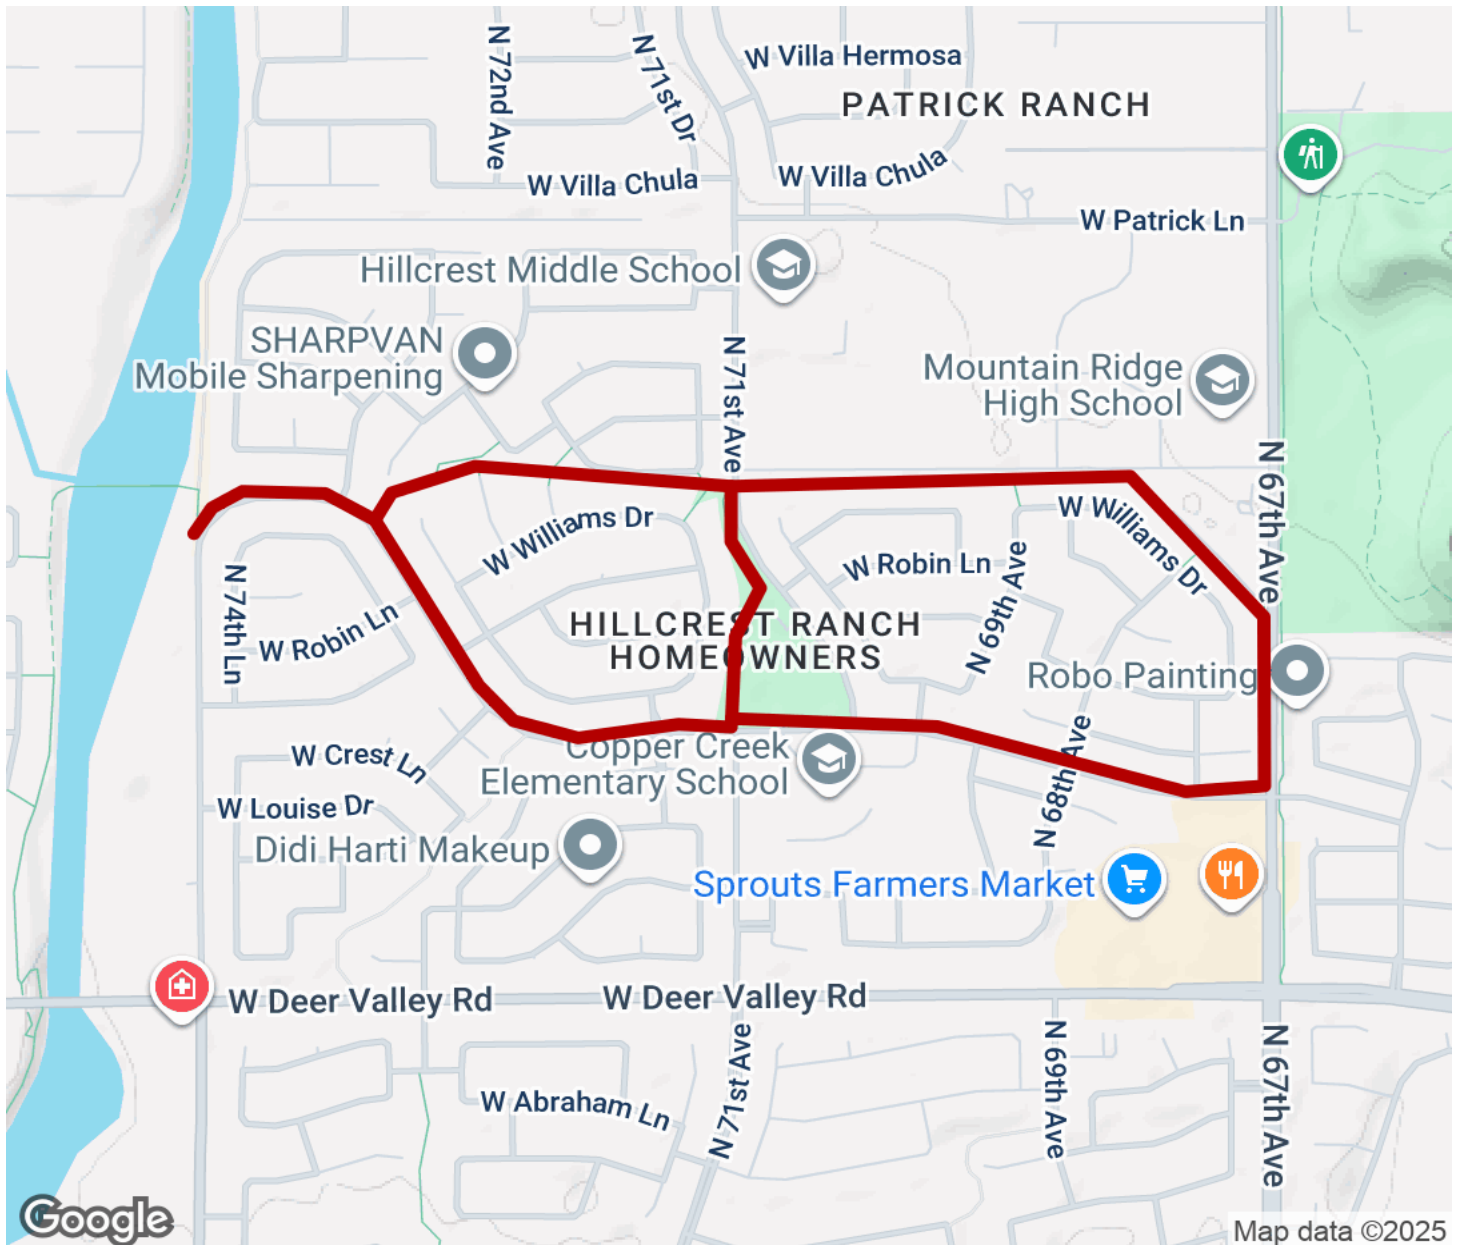 W Villa Hermosa
N 72nd Ave
N 71st Dr
PATRICK RANCH
W Villa Chula
W Villa Chula
W Patrick Ln
Hillcrest Middle School
SHARPVAN
Mobile Sharpening
N 71st Ave
Mountain Ridge
High School
N 67th Ave
W Williams Dr
W Williams Dr
W Robin Ln
N 69th Ave
N 74th Ln
W Robin Ln
HILLCREST RANCH
HOMEOWNERS
Robo Painting
W Crest Ln
Copper Creek
Elementary School
N 68th Ave
W Louise Dr
Didi Harti Makeup
Sprouts Farmers Market
W Deer Valley Rd
W Deer Valley Rd
N 71st Ave
N 69th Ave
N 67th Ave
W Abraham Ln
Google
Map data ©2025